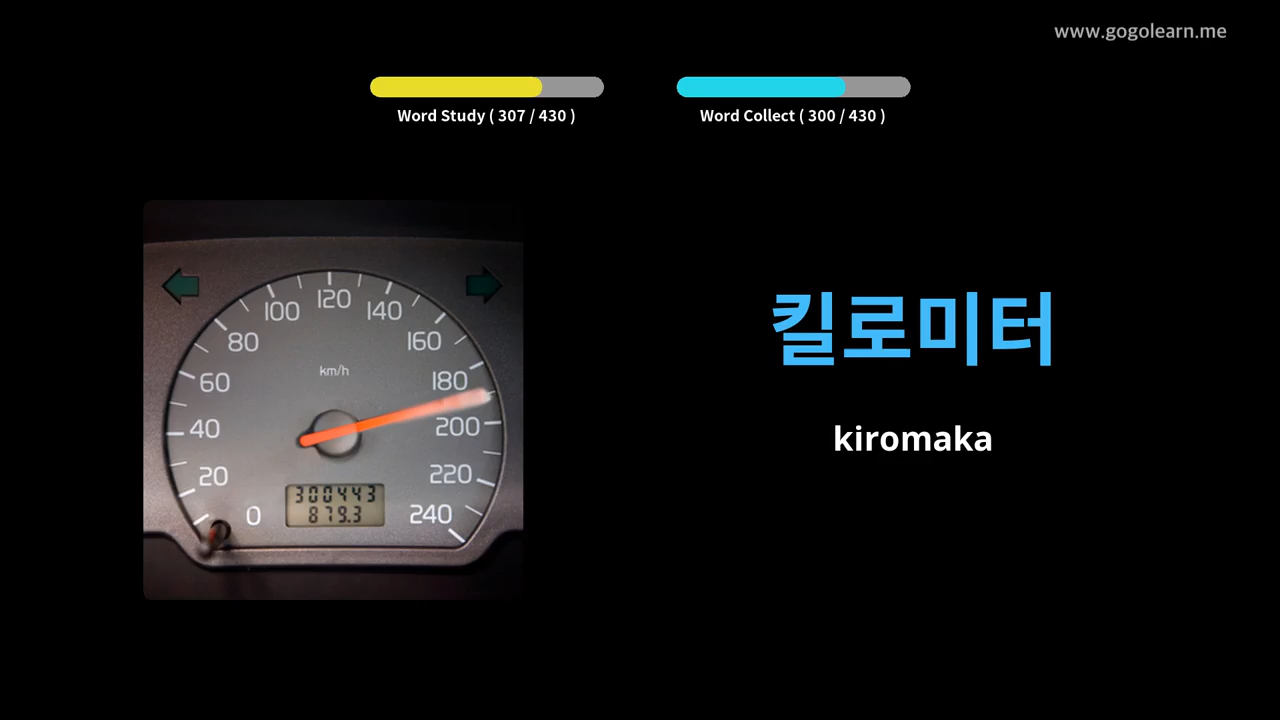 www.gogolearn.me
Word Study ( 307 / 430 )
Word Collect ( 300 / 430 )
120
100
140
80
160
km/h
60
180
40
200
20
220
300443
0
879.3
240
킬로미터
kiromaka